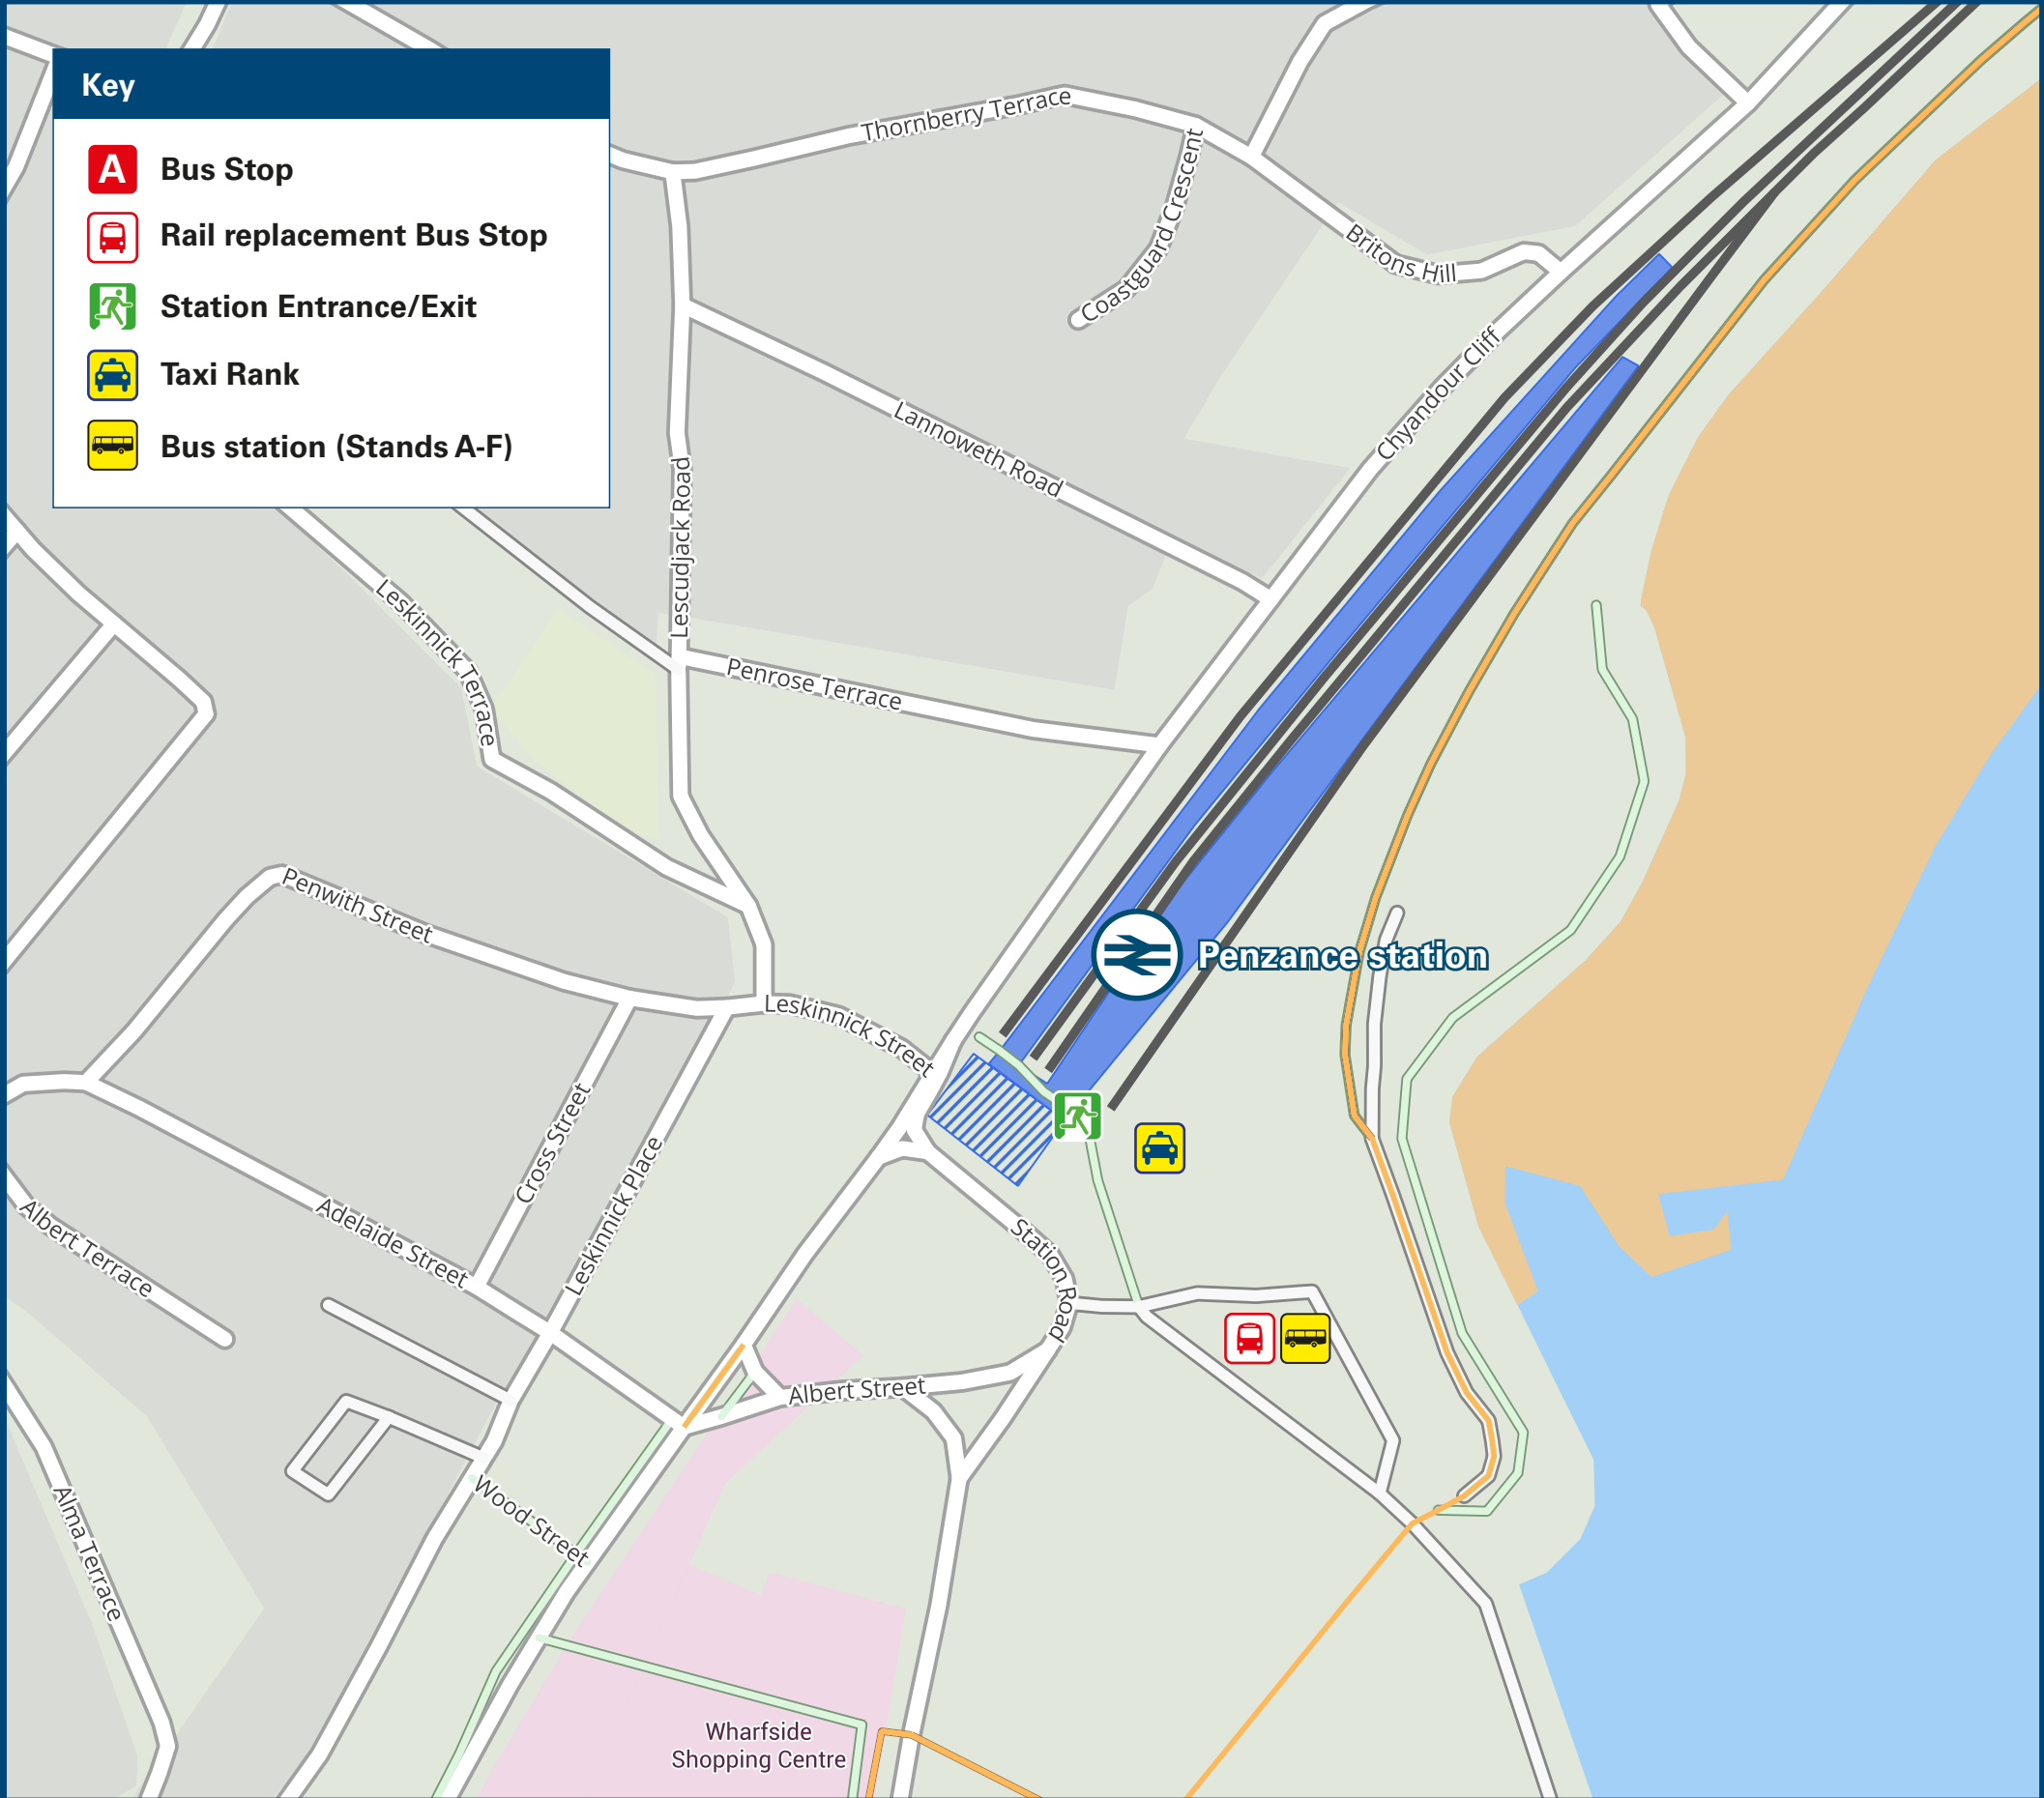 Key
A
Bus Stop
Rail replacement Bus Stop
Station Entrance/Exit
Taxi Rank
Bus station (Stands A-F)
Thornberry Terrace
Coastguard Crescent
Britons Hill
Chyandour Cliff
Lannoweth Road
Lescudjack Road
Leskinnick Terrace
Penrose Terrace
Penwith Street
Leskinnick Street
Penzance station
Cross Street
Leskinnick Place
Adelaide Street
Albert Terrace
Station Road
Albert Street
Wood Street
Alma Terrace
Wharfside
Shopping Centre